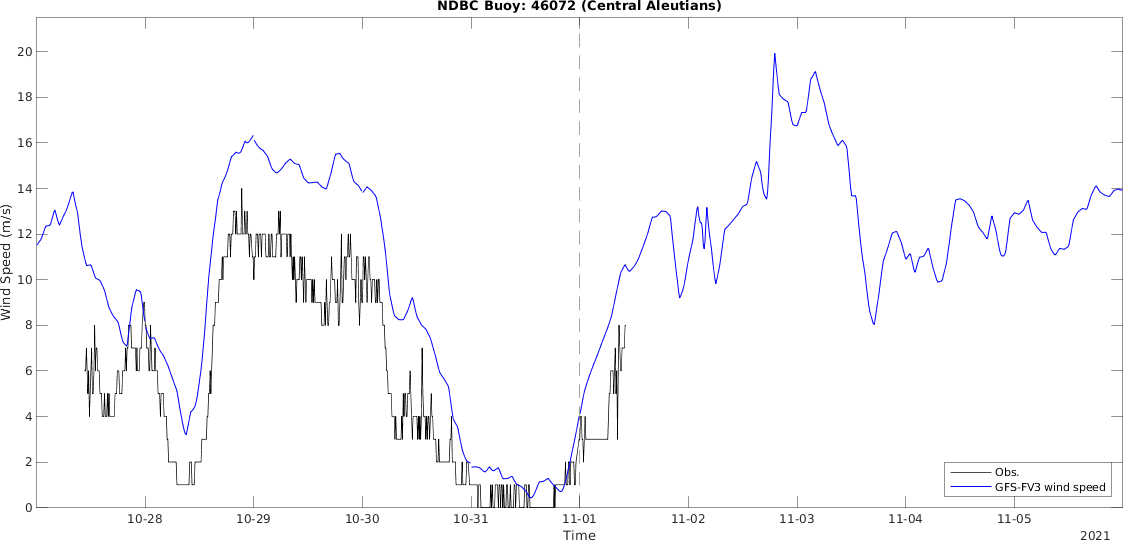 NDBC Buoy: 46072 (Central Aleutians)
Wind Speed (m/s)
20
18
16
14
12
10
8
6
4
2
0
Obs.
GFS-FV3 wind speed
10-28 10-29 10-30 10-31 11-01 11-02 11-03 11-04 11-05
Time
2021